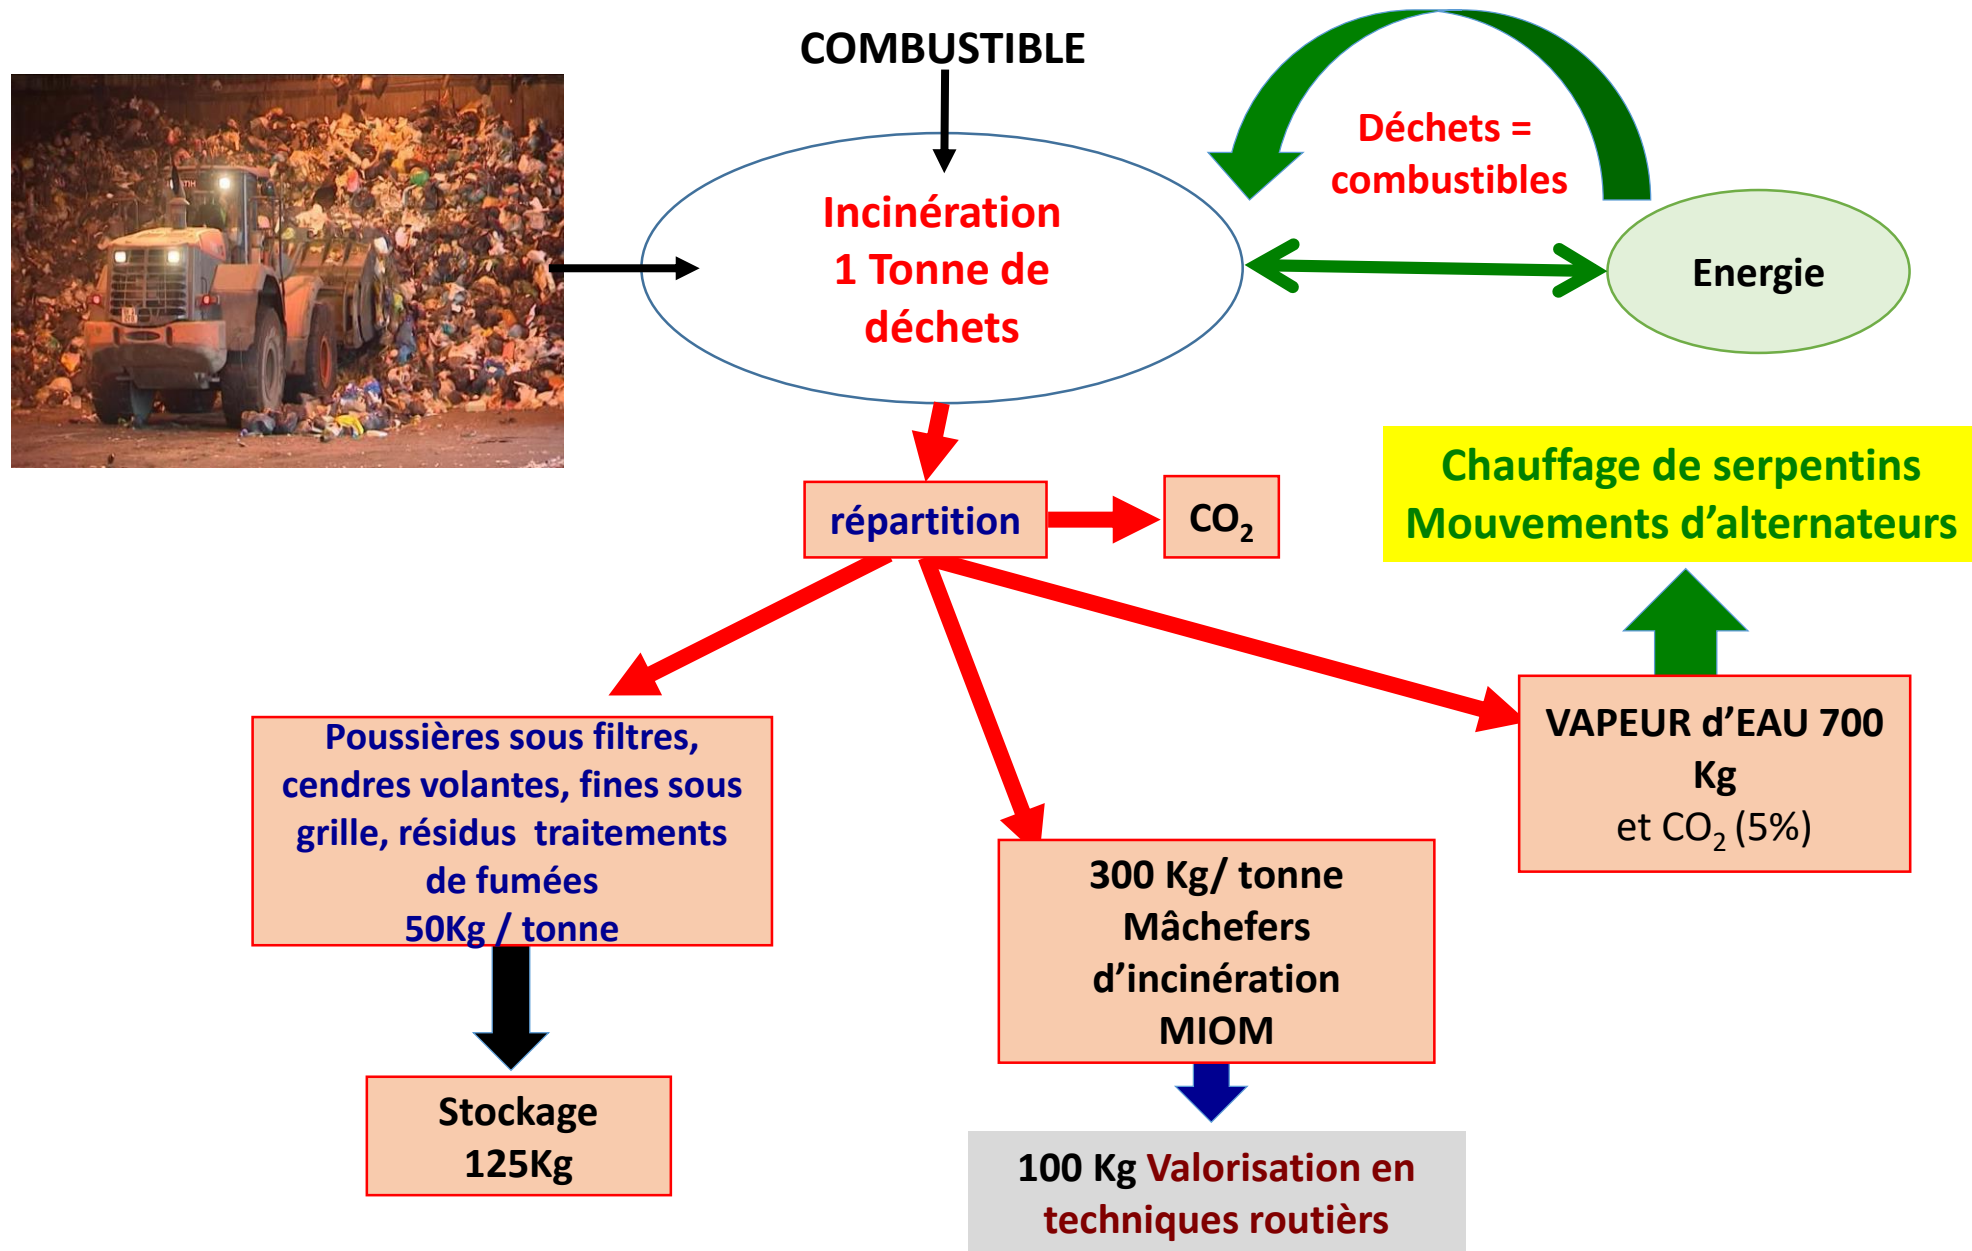 COMBUSTIBLE
Déchets =
combustibles
Incinération
1 Tonne de
déchets
Energie
Chauffage de serpentins
Mouvements d’alternateurs
répartition
CO₂
VAPEUR d’EAU 700
Kg
et CO₂ (5%)
Poussières sous filtres,
cendres volantes, fines sous
grille, résidus  traitements
de fumées
50Kg / tonne
300 Kg/ tonne
Mâchefers
d’incinération
MIOM
Stockage
125Kg
100 Kg Valorisation en
techniques routièrs